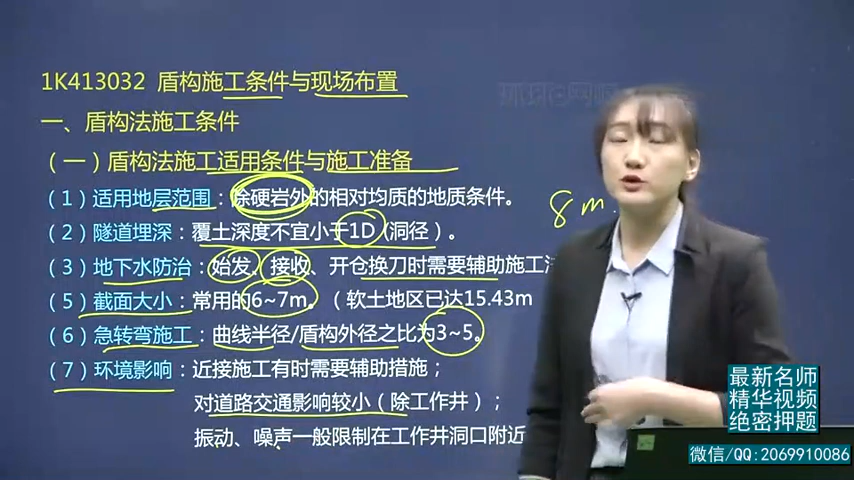 1K413032 盾构施工条件与现场布置
一、盾构法施工条件
（一）盾构法施工适用条件与施工准备
（1）适用地层范围：除硬岩外的相对均质的地质条件。
8m
（2）隧道埋深：覆土深度不宜小于1D（洞径）。
（3）地下水防治：始发、接收、开仓换刀时需要辅助施工
（5）截面大小：常用的6~7m。（软土地区已达15.43m
（6）急转弯施工：曲线半径/盾构外径之比为3~5。
（7）环境影响：近接施工有时需要辅助措施；
对道路交通影响较小（除工作井）；
振动、噪声一般限制在工作井洞口附近
最新名师
精华视频
绝密押题
微信/QQ:2069910086